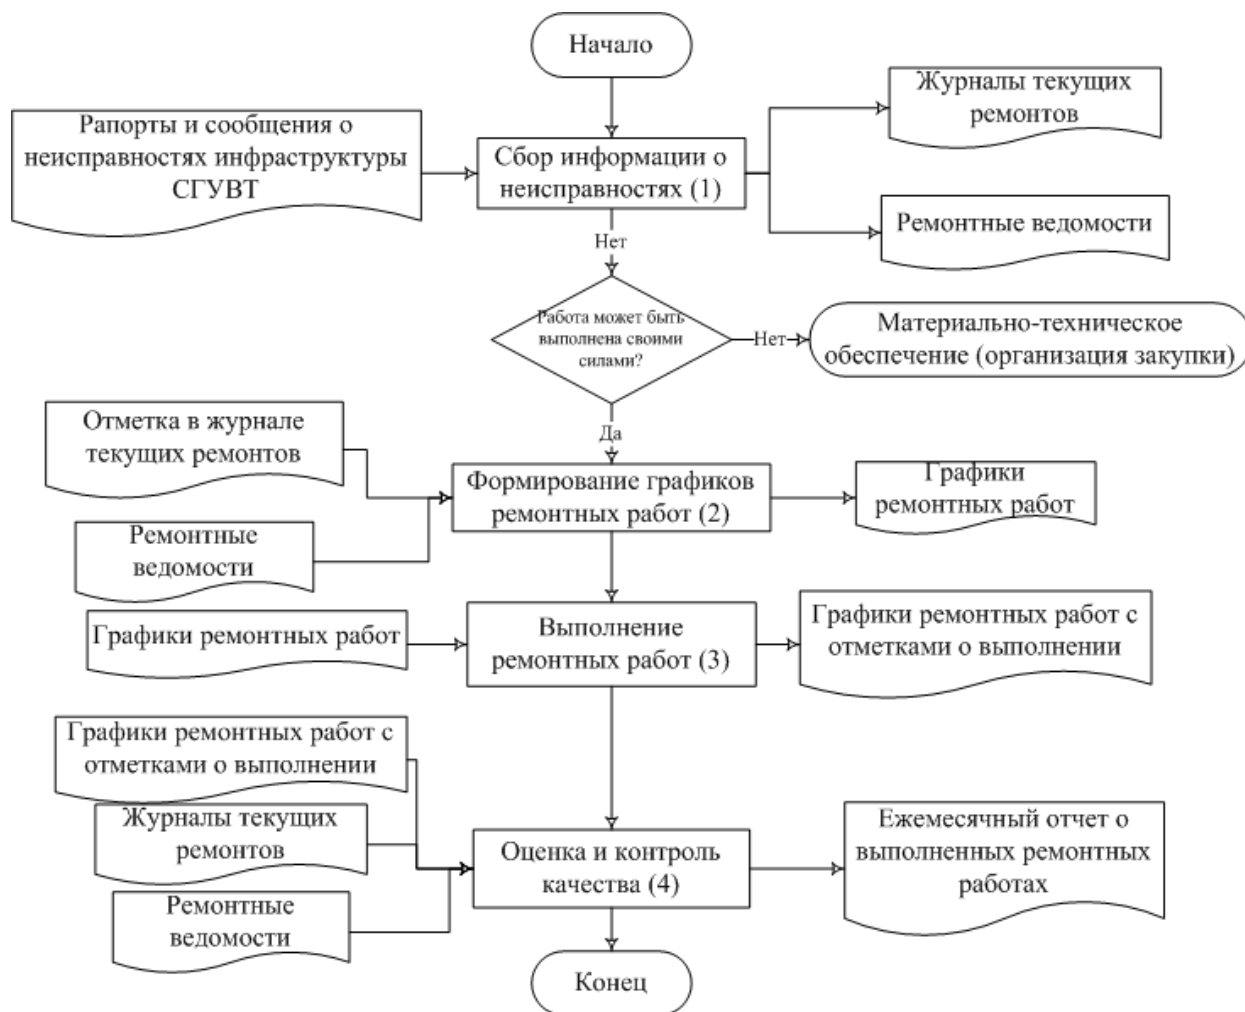 Начало
Рапорты и сообщения о
неисправностях инфраструктуры
СГУВТ
Сбор информации о
неисправностях (1)
Журналы текущих
ремонтов
Ремонтные ведомости
Нет
Работа может быть
выполнена своими
силами?
Нет
Материально-техническое
обеспечение (организация закупки)
Да
Отметка в журнале
текущих ремонтов
Ремонтные
ведомости
Формирование графиков
ремонтных работ (2)
Графики
ремонтных работ
Графики ремонтных работ
Выполнение
ремонтных работ (3)
Графики ремонтных работ с
отметками о выполнении
Графики ремонтных работ с
отметками о выполнении
Журналы текущих
ремонтов
Ремонтные
ведомости
Оценка и контроль
качества (4)
Ежемесячный отчет о
выполненных ремонтных
работах
Конец